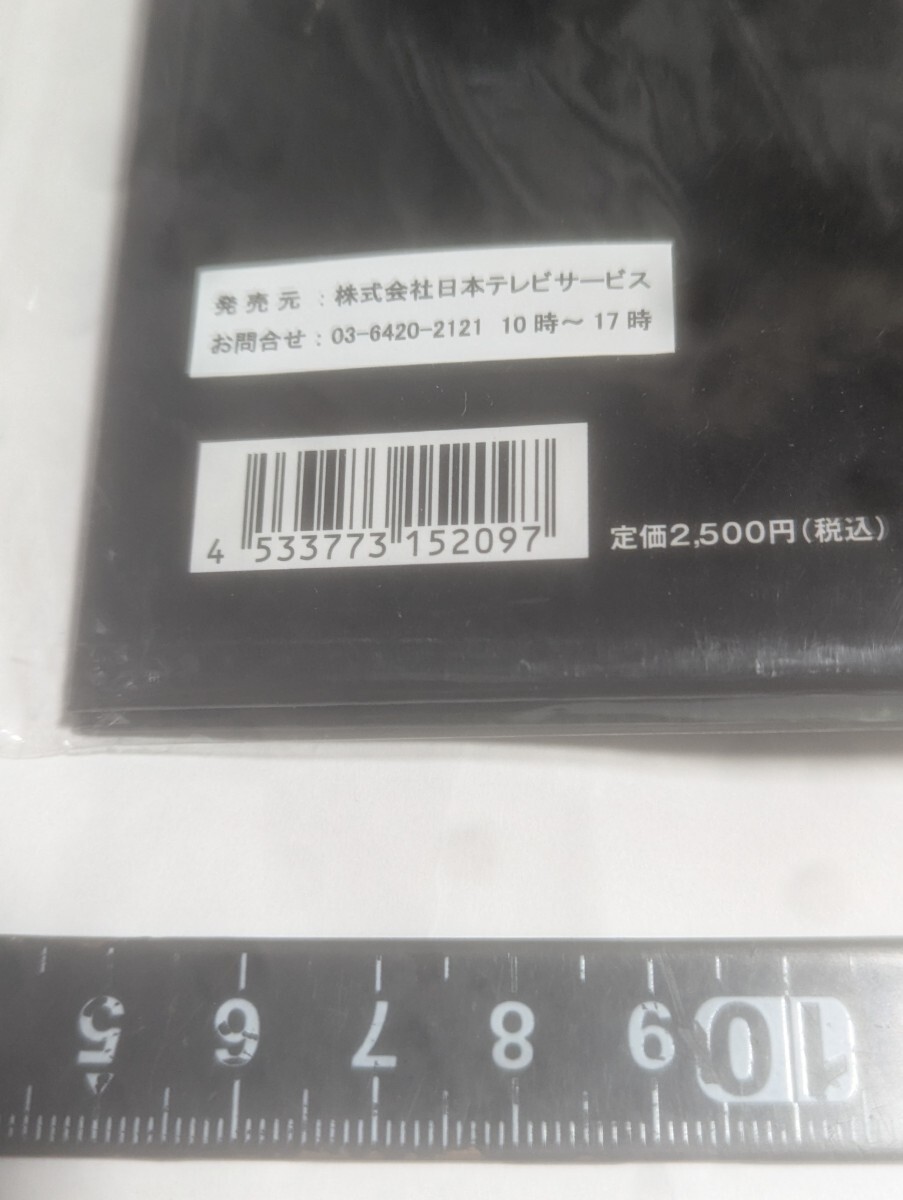 発売元：株式会社日本テレビサービス
お問合せ：03-6420-2121 10時～17時
4 533773 152097
定価2,500円（税込）
5 6 7 8 9 10